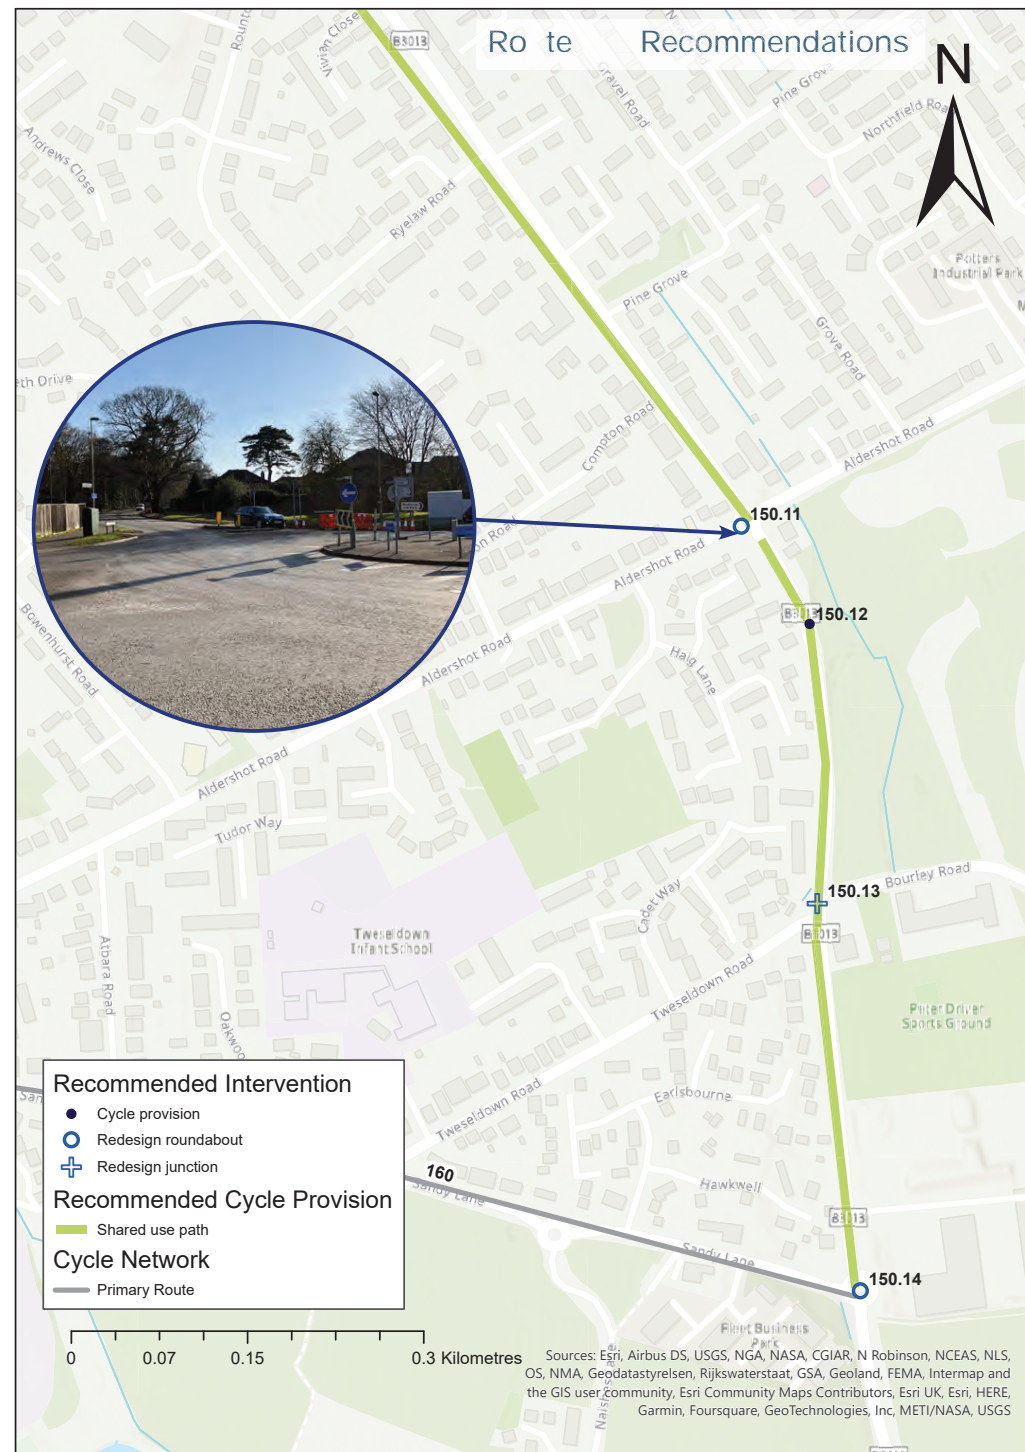 Ro te Recommendations
N
B3013
Vivien Close
Gravel Road
Pine Grove
Northfield Road
Andrews Close
Ryelaw Road
Potters
Industrial Park
Pine Grove
Grove Road
Compton Road
Aldershot Road
150.11
Aldershot Road
B3013
150.12
Haig Lane
Bowenhurst Road
Aldershot Road
Aldershot Road
Tudor Way
Bourley Road
150.13
B3013
Cadet Way
Tweseldown
Infant School
Atbara Road
Tweseldown Road
Peter Driver
Sports Ground
Earlsbourne
Tweseldown Road
160
Sandy Lane
Hawkwell
B3013
Sandy Lane
150.14
Fleet Business
Park
Recommended Intervention
Cycle provision
Redesign roundabout
Redesign junction
Recommended Cycle Provision
Shared use path
Cycle Network
Primary Route
0 0.07 0.15 0.3 Kilometres
Sources: Esri, Airbus DS, USGS, NGA, NASA, CGIAR, N Robinson, NCEAS, NLS,
OS, NMA, Geodatastyrelsen, Rijkswaterstaat, GSA, Geoland, FEMA, Intermap and
the GIS user community, Esri Community Maps Contributors, Esri UK, Esri, HERE,
Garmin, Foursquare, GeoTechnologies, Inc, METI/NASA, USGS